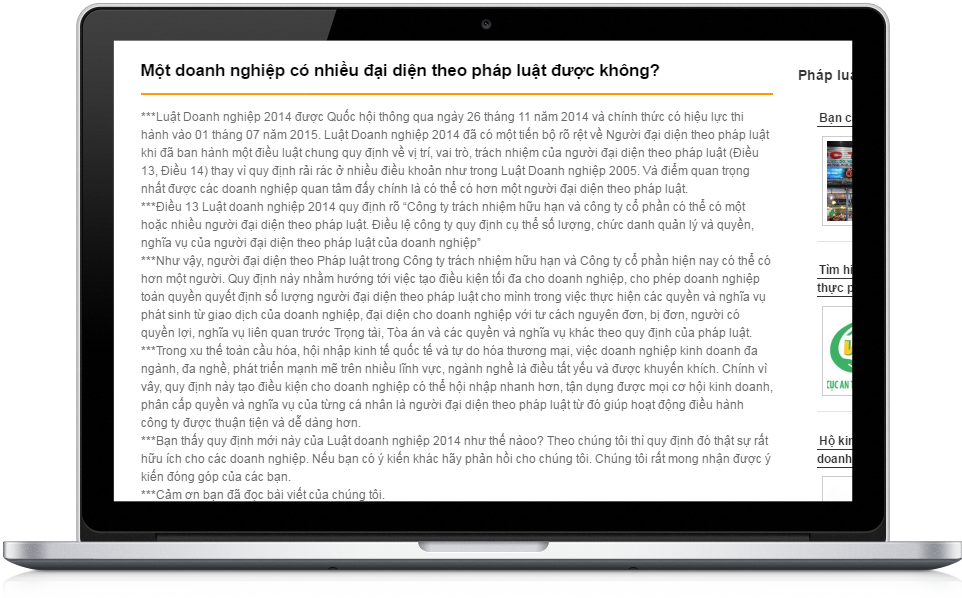 Một doanh nghiệp có nhiều đại diện theo pháp luật được không?
***Luật Doanh nghiệp 2014 được Quốc hội thông qua ngày 26 tháng 11 năm 2014 và chính thức có hiệu lực thi
hành vào 01 tháng 07 năm 2015. Luật Doanh nghiệp 2014 đã có một tiến bộ rõ rệt về Người đại diện theo pháp luật
khi đã ban hành một điều luật chung quy định về vị trí, vai trò, trách nhiệm của người đại diện theo pháp luật (Điều
13, Điều 14) thay vì quy định rải rác ở nhiều điều khoản như trong Luật Doanh nghiệp 2005. Và điểm quan trọng
nhất được các doanh nghiệp quan tâm đấy chính là có thể có hơn một người đại diện theo pháp luật.
***Điều 13 Luật doanh nghiệp 2014 quy định rõ “Công ty trách nhiệm hữu hạn và công ty cổ phần có thể có một
hoặc nhiều người đại diện theo pháp luật. Điều lệ công ty quy định cụ thể số lượng, chức danh quản lý và quyền,
nghĩa vụ của người đại diện theo pháp luật của doanh nghiệp”
***Như vậy, người đại diện theo Pháp luật trong Công ty trách nhiệm hữu hạn và Công ty cổ phần hiện nay có thể có
hơn một người. Quy định này nhằm hướng tới việc tạo điều kiện tối đa cho doanh nghiệp, cho phép doanh nghiệp
toàn quyền quyết định số lượng người đại diện theo pháp luật cho mình trong việc thực hiện các quyền và nghĩa vụ
phát sinh từ giao dịch của doanh nghiệp, đại diện cho doanh nghiệp với tư cách nguyên đơn, bị đơn, người có
quyền lợi, nghĩa vụ liên quan trước Trọng tài, Tòa án và các quyền và nghĩa vụ khác theo quy định của pháp luật.
***Trong xu thế toàn cầu hóa, hội nhập kinh tế quốc tế và tự do hóa thương mại, việc doanh nghiệp kinh doanh đa
ngành, đa nghề, phát triển mạnh mẽ trên nhiều lĩnh vực, ngành nghề là điều tất yếu và được khuyến khích. Chính vì
vây, quy định này tạo điều kiện cho doanh nghiệp có thể hội nhập nhanh hơn, tận dụng được mọi cơ hội kinh doanh,
phân cấp quyền và nghĩa vụ của từng cá nhân là người đại diện theo pháp luật từ đó giúp hoạt động điều hành
công ty được thuận tiện và dễ dàng hơn.
***Bạn thấy quy định mới này của Luật doanh nghiệp 2014 như thế nàoo? Theo chúng tôi thì quy định đó thật sự rất
hữu ích cho các doanh nghiệp. Nếu bạn có ý kiến khác hãy phản hồi cho chúng tôi. Chúng tôi rất mong nhận được ý
kiến đóng góp của các bạn.
***Cảm ơn bạn đã đọc bài viết của chúng tôi.
Pháp luậ
Bạn c
Tìm hi
thực p
CỤC AN T
Hộ kin
doanh